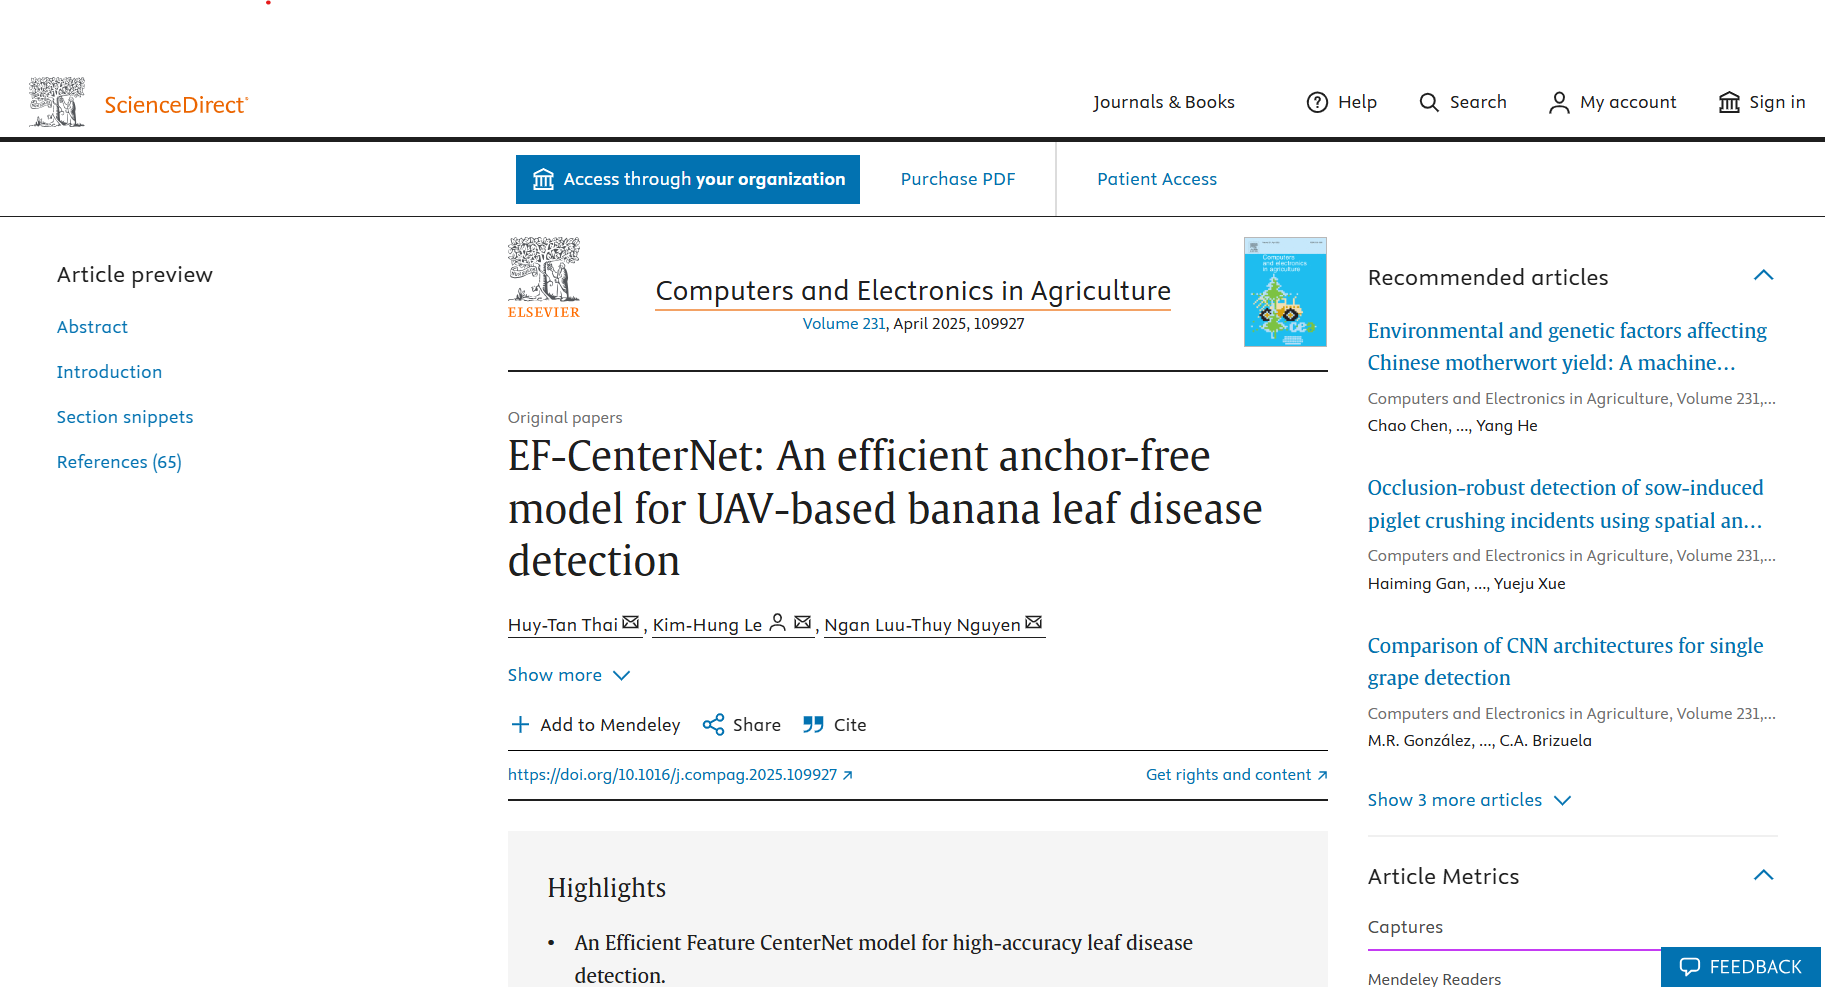 ScienceDirect®
Journals & Books
Help
Search
My account
Sign in
Access through your organization
Purchase PDF
Patient Access
Article preview
Abstract
Introduction
Section snippets
References (65)
ELSEVIER
Computers and Electronics in Agriculture
Volume 231, April 2025, 109927
Computers
and electronics
in agriculture
Original papers
EF-CenterNet: An efficient anchor-free
model for UAV-based banana leaf disease
detection
Huy-Tan Thai, Kim-Hung Le, Ngan Luu-Thuy Nguyen
Show more
Add to Mendeley
Share
Cite
https://doi.org/10.1016/j.compag.2025.109927
Get rights and content
Highlights
• An Efficient Feature CenterNet model for high-accuracy leaf disease
detection.
Recommended articles
Environmental and genetic factors affecting
Chinese motherwort yield: A machine…
Computers and Electronics in Agriculture, Volume 231,…
Chao Chen, …, Yang He
Occlusion-robust detection of sow-induced
piglet crushing incidents using spatial an…
Computers and Electronics in Agriculture, Volume 231,…
Haiming Gan, …, Yueju Xue
Comparison of CNN architectures for single
grape detection
Computers and Electronics in Agriculture, Volume 231,…
M.R. González, …, C.A. Brizuela
Show 3 more articles
Article Metrics
Captures
Mendeley Readers
FEEDBACK